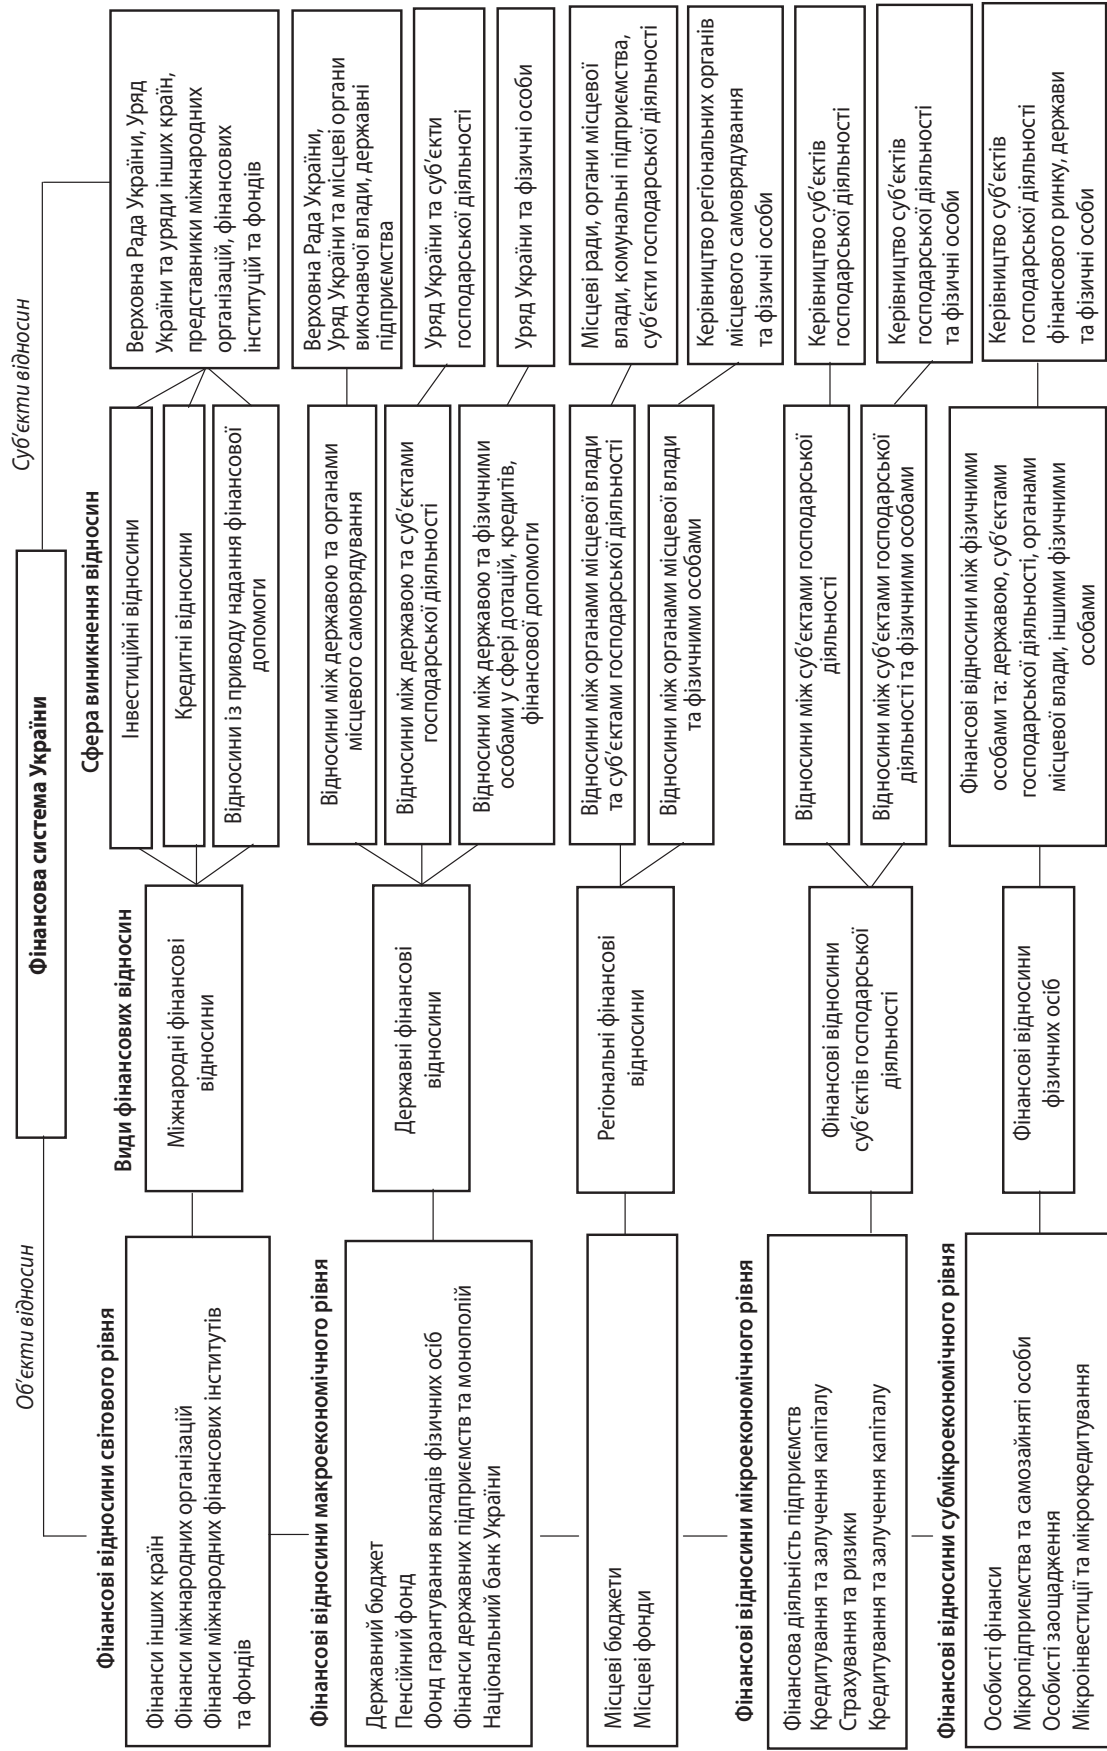 Фінансова система України
Об’єкти відносин
Суб’єкти відносин
Фінансові відносини світового рівня
Види фінансових відносин
Сфера виникнення відносин
Фінанси інших країн
Фінанси міжнародних організацій
Фінанси міжнародних фінансових інститутів
та фондів
Міжнародні фінансові
відносини
Інвестиційні відносини
Кредитні відносини
Відносини із приводу надання фінансової
допомоги
Верховна Рада України, Уряд
України та уряди інших країн,
представники міжнародних
організацій, фінансових
інституцій та фондів
Фінансові відносини макроекономічного рівня
Державний бюджет
Пенсійний фонд
Фонд гарантування вкладів фізичних осіб
Фінанси державних підприємств та монополій
Національний банк України
Державні фінансові
відносини
Відносини між державою та органами
місцевого самоврядування
Відносини між державою та суб’єктами
господарської діяльності
Відносини між державою та фізичними
особами у сфері дотацій, кредитів,
фінансової допомоги
Верховна Рада України,
Уряд України та місцеві органи
виконавчої влади, державні
підприємства
Уряд України та суб’єкти
господарської діяльності
Уряд України та фізичні особи
Місцеві бюджети
Місцеві фонди
Регіональні фінансові
відносини
Відносини між органами місцевої влади
та суб’єктами господарської діяльності
Відносини між органами місцевої влади
та фізичними особами
Місцеві ради, органи місцевої
влади, комунальні підприємства,
суб’єкти господарської діяльності
Керівництво регіональних органів
місцевого самоврядування
та фізичні особи
Фінансові відносини мікроекономічного рівня
Фінансова діяльність підприємств
Кредитування та залучення капіталу
Страхування та ризики
Кредитування та залучення капіталу
Фінансові відносини
суб’єктів господарської
діяльності
Відносини між суб’єктами господарської
діяльності
Відносини між суб’єктами господарської
діяльності та фізичними особами
Керівництво суб’єктів
господарської діяльності
Керівництво суб’єктів
господарської діяльності
та фізичні особи
Фінансові відносини субмікроекономічного рівня
Особисті фінанси
Мікропідприємства та самозайняті особи
Особисті заощадження
Мікроінвестиції та мікрокредитування
Фінансові відносини
фізичних осіб
Фінансові відносини між фізичними
особами та: державою, суб’єктами
господарської діяльності, органами
місцевої влади, іншими фізичними
особами
Керівництво суб’єктів
господарської діяльності
фінансового ринку, держави
та фізичні особи